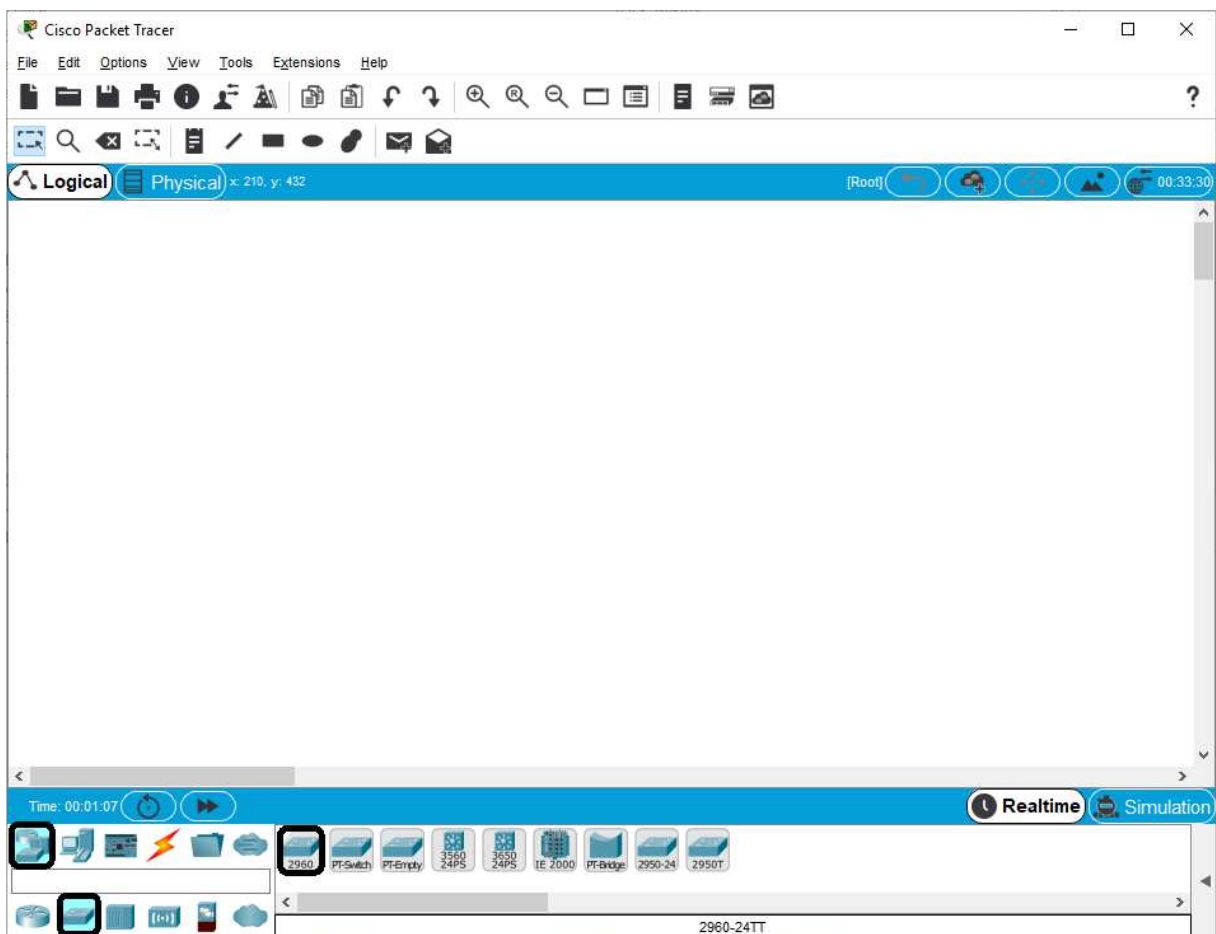 Cisco Packet Tracer
File Edit Options View Tools Extensions Help
?
Logical Physical x: 210, y: 432 [Root] 00:33:30
Time: 00:01:07 Realtime Simulation
2960 PT-Switch PT-Empty 3560 24PS 3650 24PS IE 2000 PT-Bridge 2950-24 2950T
2960-24TT